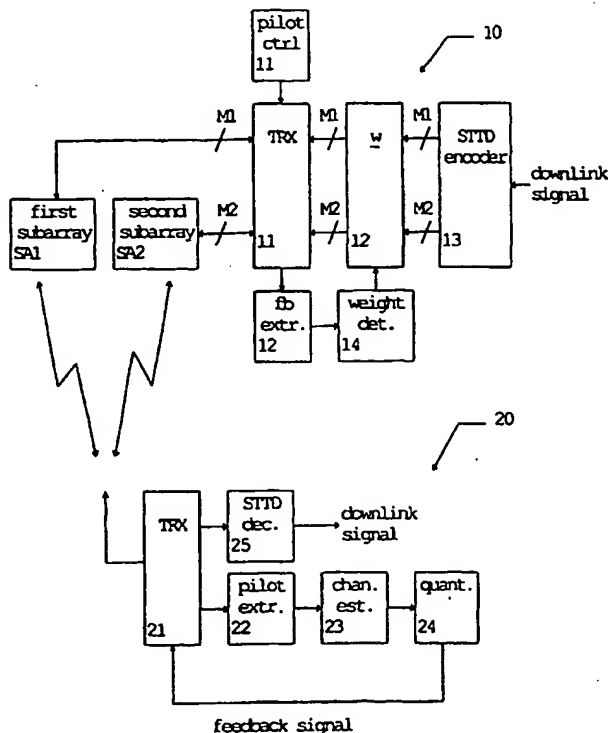 pilot
ctrl
11
10
M1
TRX
M1
w
M1
STTD
encoder
downlink
signal
first
subarray
SA1
second
subarray
SA2
M2
11
M2
12
M2
13
fb
extr.
12
weight
det.
14
20
TRX
21
STTD
dec.
25
downlink
signal
pilot
extr.
22
chan.
est.
23
quant.
24
feedback signal